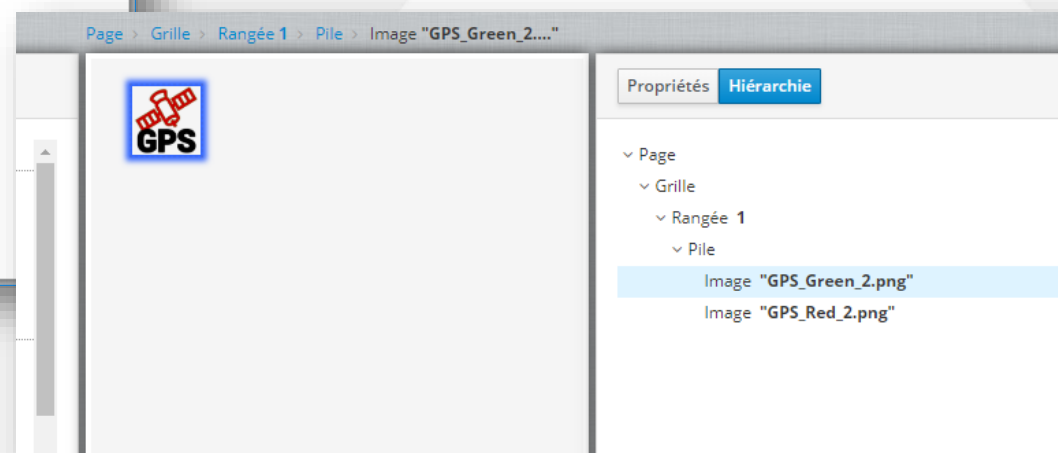 Page > Grille > Rangée 1 > Pile > Image "GPS_Green_2...."
GPS
Propriétés Hiérarchie
Page
Grille
Rangée 1
Pile
Image "GPS_Green_2.png"
Image "GPS_Red_2.png"